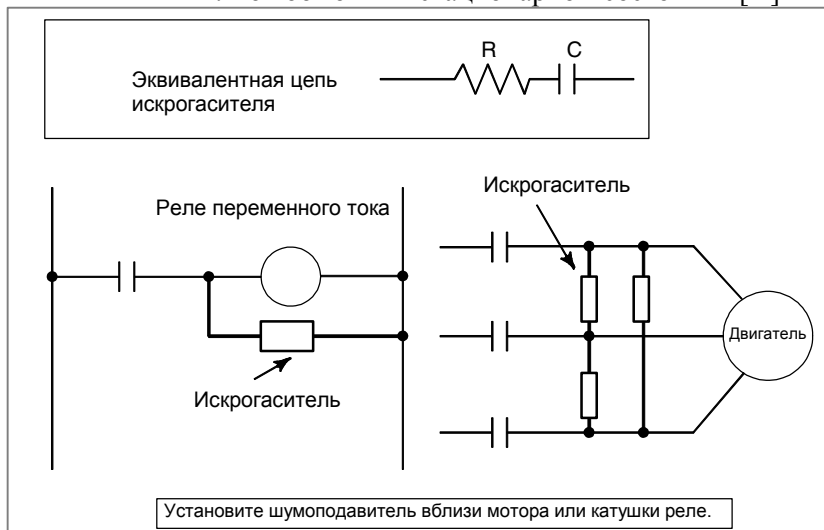 R C
Эквивалентная цепь
искрогасителя
Искрогаситель
Реле переменного тока
Двигатель
Искрогаситель
Установите шумоподавитель вблизи мотора или катушки реле.